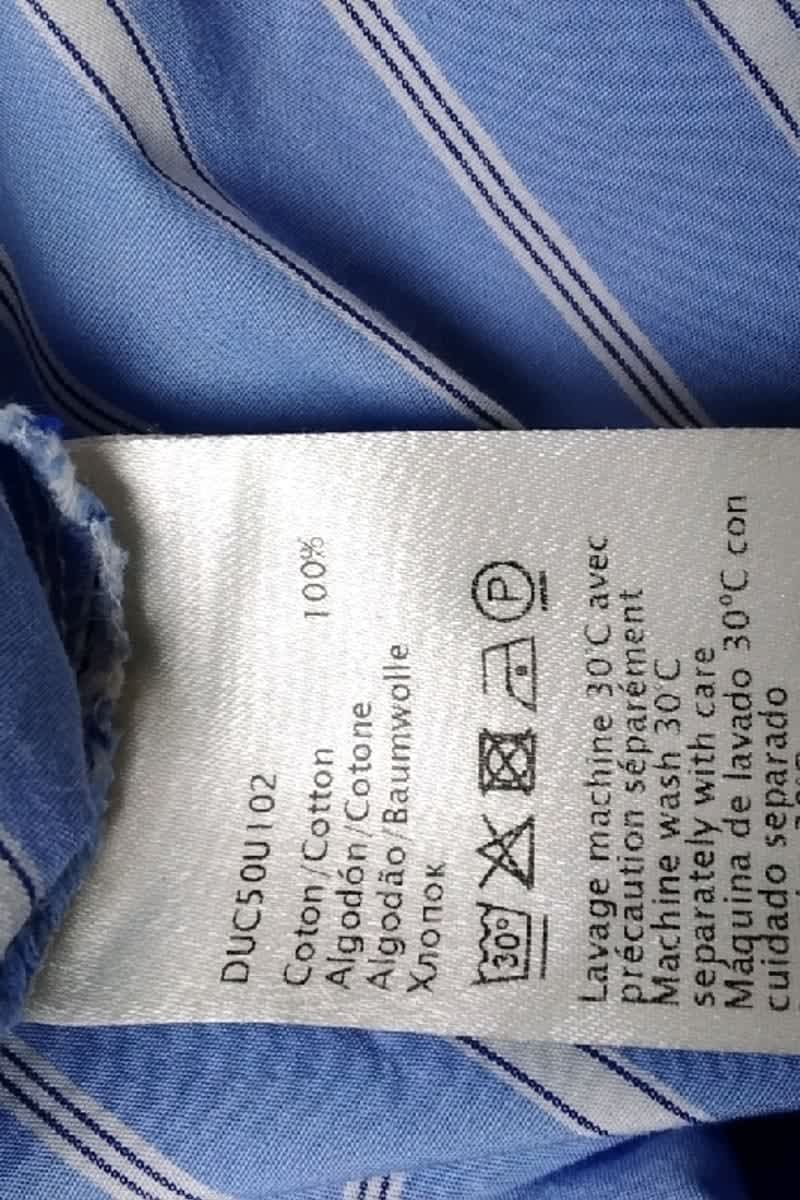 DUC50U102
Coton/Cotton 100%
Algodón/Cotone
Algodão/Baumwolle
Хлопок
30° P
Lavage machine 30°C avec
précaution séparément
Machine wash 30°C
separately with care
Máquina de lavado 30ºC con
cuidado separado